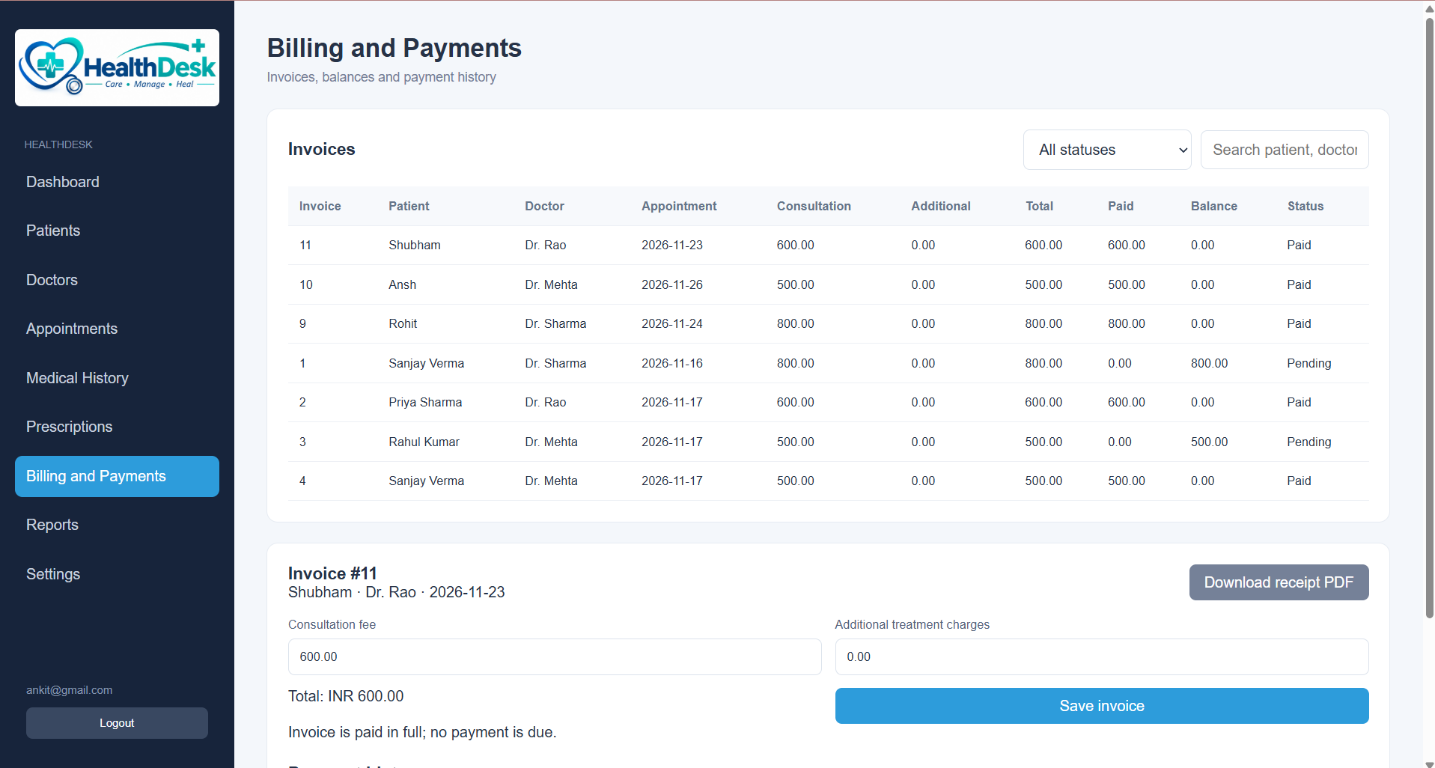 HealthDesk
Care • Manage • Heal
HEALTHDESK
Dashboard
Patients
Doctors
Appointments
Medical History
Prescriptions
Billing and Payments
Reports
Settings
ankit@gmail.com
Logout
Billing and Payments
Invoices, balances and payment history
Invoices
All statuses
Search patient, doctor
Invoice Patient Doctor Appointment Consultation Additional Total Paid Balance Status
11 Shubham Dr. Rao 2026-11-23 600.00 0.00 600.00 600.00 0.00 Paid
10 Ansh Dr. Mehta 2026-11-26 500.00 0.00 500.00 500.00 0.00 Paid
9 Rohit Dr. Sharma 2026-11-24 800.00 0.00 800.00 800.00 0.00 Paid
1 Sanjay Verma Dr. Sharma 2026-11-16 800.00 0.00 800.00 0.00 800.00 Pending
2 Priya Sharma Dr. Rao 2026-11-17 600.00 0.00 600.00 600.00 0.00 Paid
3 Rahul Kumar Dr. Mehta 2026-11-17 500.00 0.00 500.00 0.00 500.00 Pending
4 Sanjay Verma Dr. Mehta 2026-11-17 500.00 0.00 500.00 500.00 0.00 Paid
Invoice #11
Shubham · Dr. Rao · 2026-11-23
Download receipt PDF
Consultation fee
Additional treatment charges
600.00
0.00
Total: INR 600.00
Save invoice
Invoice is paid in full; no payment is due.